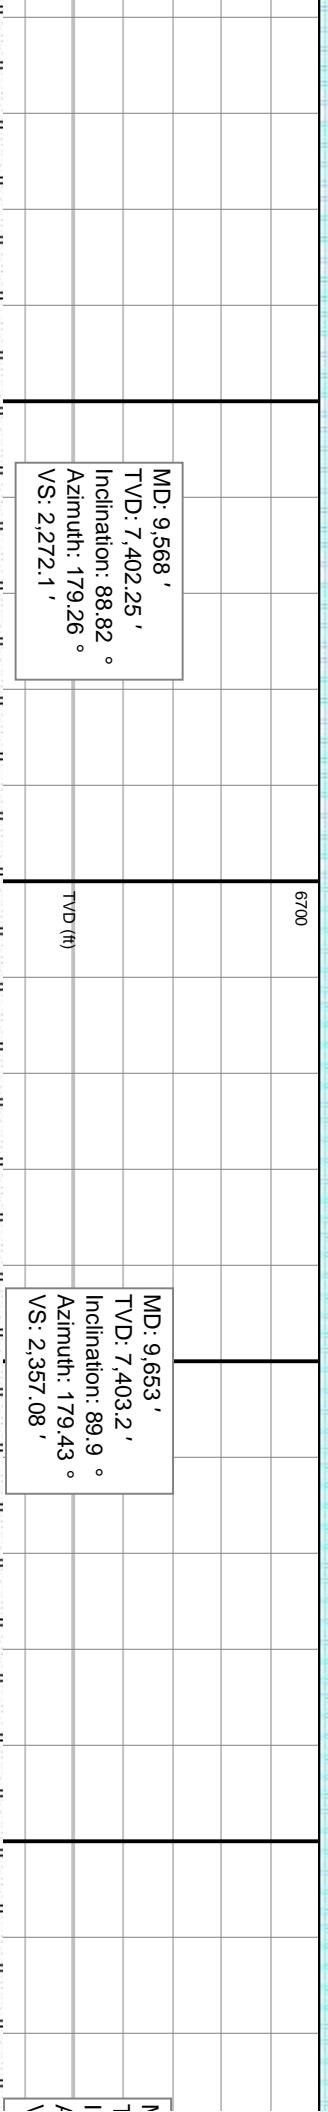 MD: 9,568 '
TVD: 7,402.25 '
Inclination: 88.82 °
Azimuth: 179.26 °
VS: 2,272.1 '
6700
TVD (ft)
MD: 9,653 '
TVD: 7,403.2 '
Inclination: 89.9 °
Azimuth: 179.43 °
VS: 2,357.08 '